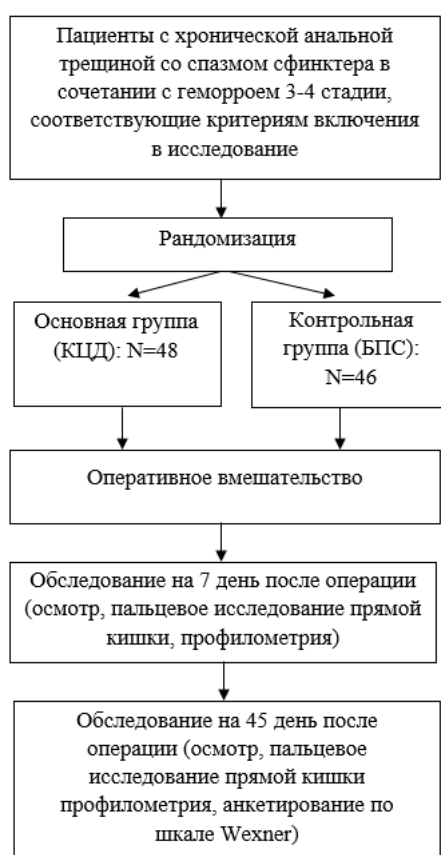 Пациенты с хронической анальной
трещиной со спазмом сфинктера в
сочетании с геморроем 3-4 стадии,
соответствующие критериям включения
в исследование
Рандомизация
Основная группа
(КЦД): N=48
Контрольная
группа (БПС):
N=46
Оперативное вмешательство
Обследование на 7 день после операции
(осмотр, пальцевое исследование прямой
кишки, профилометрия)
Обследование на 45 день после
операции (осмотр, пальцевое
исследование прямой кишки
профилометрия, анкетирование по
шкале Wexner)